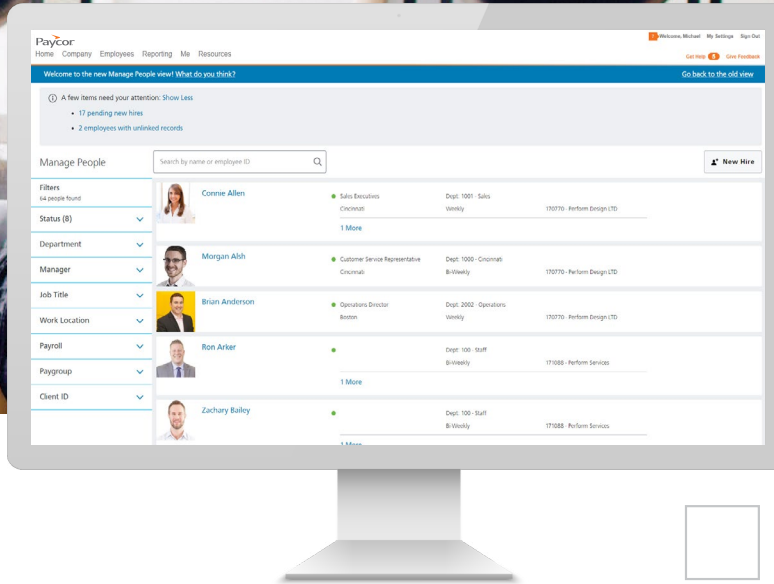 Paycor
Welcome, Michael My Settings Sign Out
Home Company Employees Reporting Me Resources
Get Help Give Feedback
Welcome to the new Manage People view! What do you think?
Go back to the old view
A few items need your attention: Show Less
• 17 pending new hires
• 2 employees with unlinked records
Manage People
Search by name or employee ID
New Hire
Filters
64 people found
Status (8)
Department
Manager
Job Title
Work Location
Payroll
Paygroup
Client ID
Connie Allen
Sales Executives Dept: 1001 - Sales
Cincinnati Weekly 170770 - Perform Design LTD
1 More
Morgan Alsh
Customer Service Representative Dept: 1000 - Cincinnati
Cincinnati Bi-Weekly 170770 - Perform Design LTD
Brian Anderson
Operations Director Dept: 2002 - Operations
Boston Weekly 170770 - Perform Design LTD
Ron Arker
Dept: 100 - Staff
Bi-Weekly 171088 - Perform Services
1 More
Zachary Bailey
Dept: 100 - Staff
Bi-Weekly 171088 - Perform Services
1 More